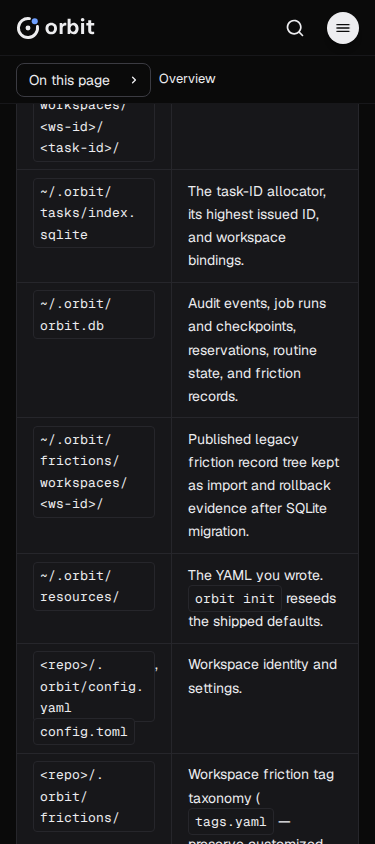 orbit
On this page
Overview
workspaces/
<ws-id>/
<task-id>/
~/.orbit/
tasks/index.
sqlite
The task-ID allocator,
its highest issued ID,
and workspace
bindings.
~/.orbit/
orbit.db
Audit events, job runs
and checkpoints,
reservations, routine
state, and friction
records.
~/.orbit/
frictions/
workspaces/
<ws-id>/
Published legacy
friction record tree kept
as import and rollback
evidence after SQLite
migration.
~/.orbit/
resources/
The YAML you wrote.
orbit init reseeds
the shipped defaults.
<repo>/.
orbit/config.
yaml ,
config.toml
Workspace identity and
settings.
<repo>/.
orbit/
frictions/
Workspace friction tag
taxonomy (
tags.yaml —
preserve customized